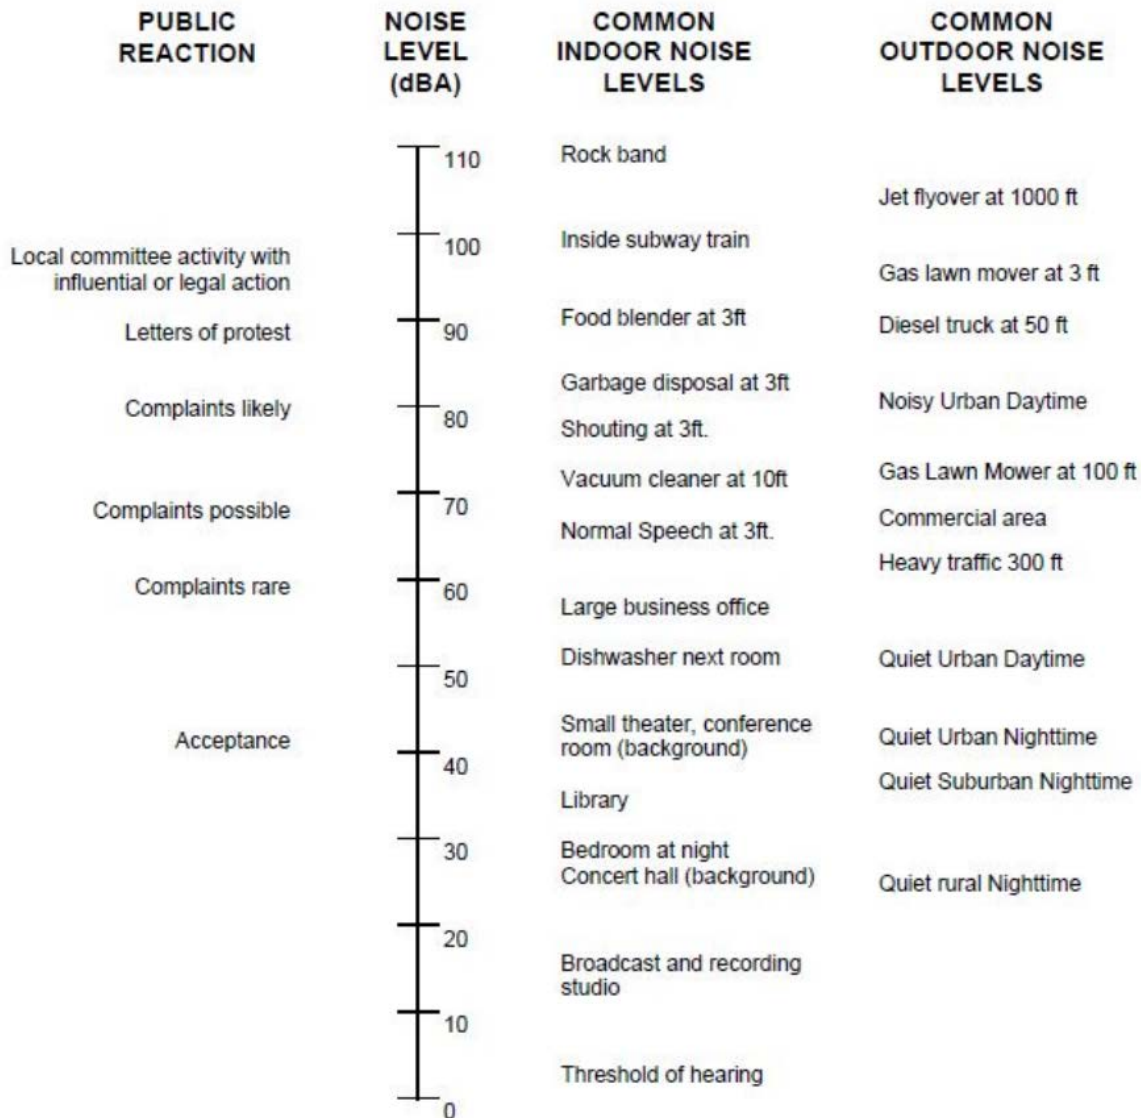 PUBLIC
REACTION
NOISE
LEVEL
(dBA)
COMMON
INDOOR NOISE
LEVELS
COMMON
OUTDOOR NOISE
LEVELS
110
Rock band
Jet flyover at 1000 ft
100
Inside subway train
Local committee activity with
influential or legal action
Gas lawn mover at 3 ft
90
Food blender at 3ft
Diesel truck at 50 ft
Letters of protest
Garbage disposal at 3ft
Complaints likely
80
Noisy Urban Daytime
Shouting at 3ft.
Vacuum cleaner at 10ft
Gas Lawn Mower at 100 ft
70
Complaints possible
Commercial area
Normal Speech at 3ft.
Heavy traffic 300 ft
Complaints rare
60
Large business office
Dishwasher next room
Quiet Urban Daytime
50
Small theater, conference
room (background)
Quiet Urban Nighttime
Acceptance
40
Quiet Suburban Nighttime
Library
30
Bedroom at night
Concert hall (background)
Quiet rural Nighttime
20
Broadcast and recording
studio
10
Threshold of hearing
0